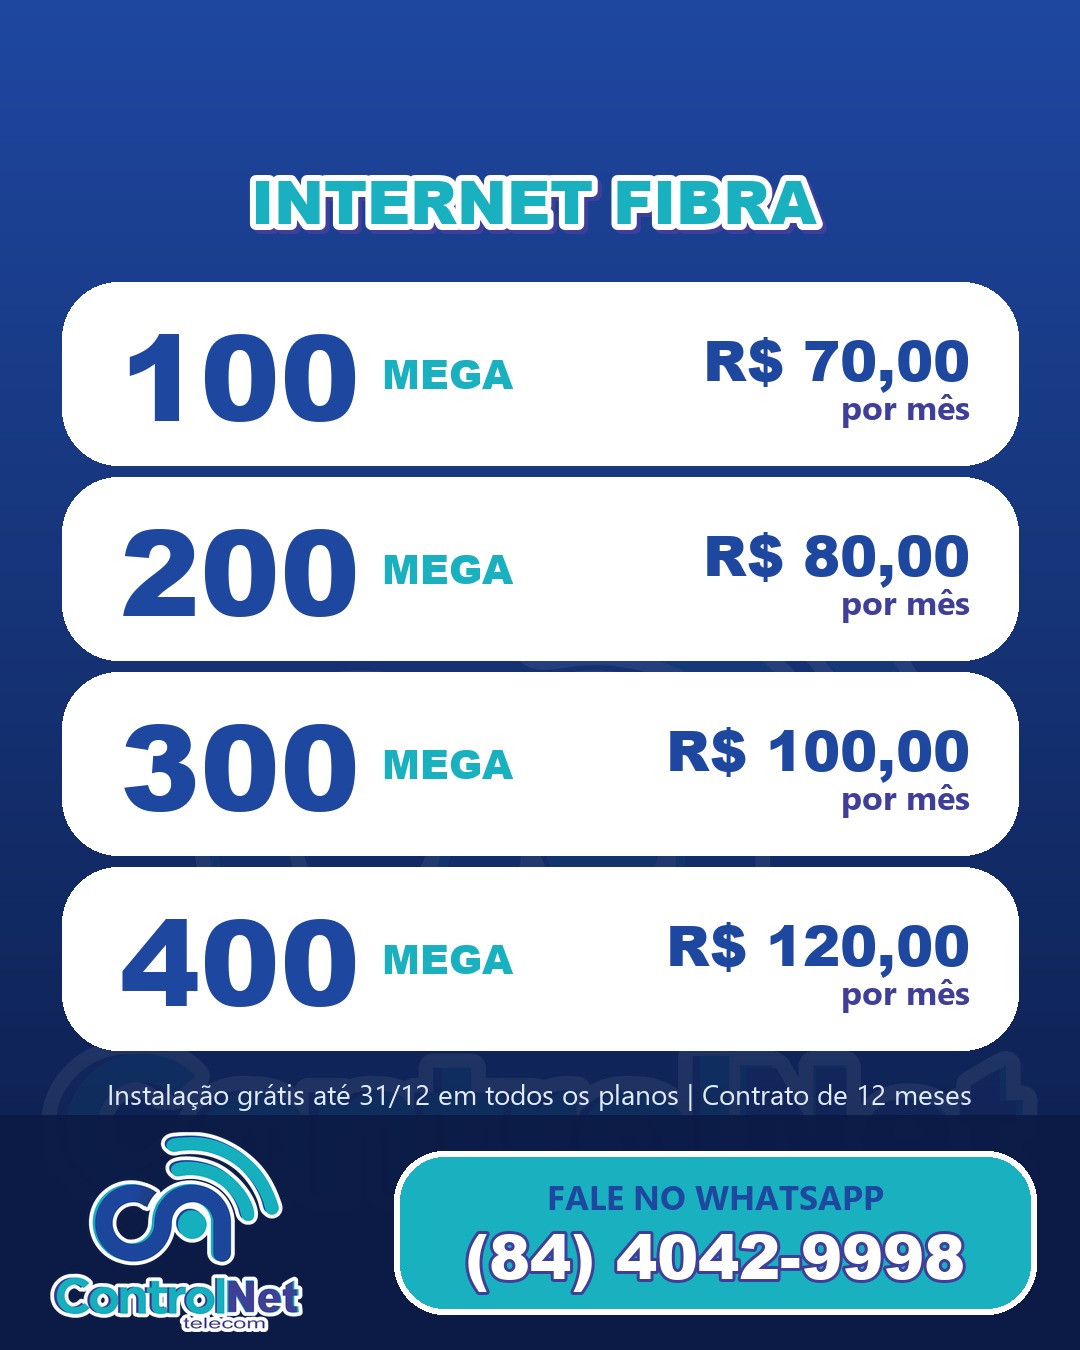 INTERNET FIBRA
100 MEGA
R$ 70,00
por mês
200 MEGA
R$ 80,00
por mês
300 MEGA
R$ 100,00
por mês
400 MEGA
R$ 120,00
por mês
Instalação grátis até 31/12 em todos os planos | Contrato de 12 meses
ControlNet
telecom
FALE NO WHATSAPP
(84) 4042-9998